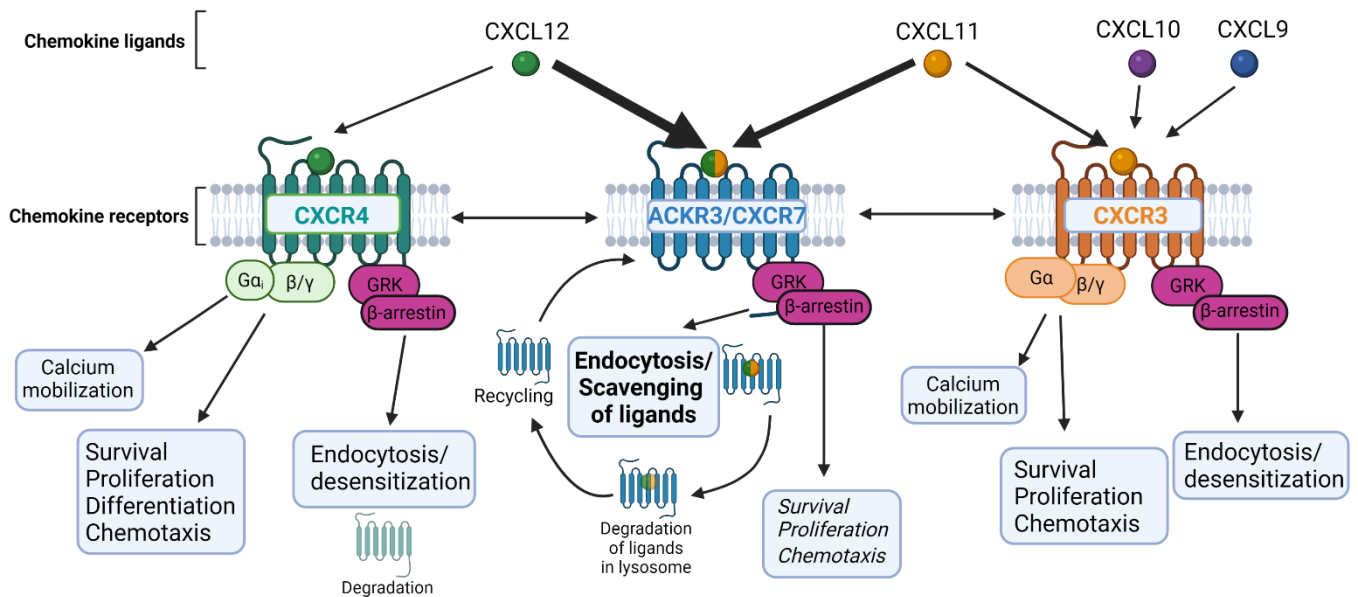 Chemokine ligands
CXCL12
CXCL11
CXCL10
CXCL9
Chemokine receptors
CXCR4
ACKR3/CXCR7
CXCR3
Gαᵢ
β/γ
GRK
β-arrestin
GRK
β-arrestin
Gα
β/γ
GRK
β-arrestin
Calcium
mobilization
Survival
Proliferation
Differentiation
Chemotaxis
Endocytosis/
desensitization
Degradation
Recycling
Endocytosis/
Scavenging
of ligands
Degradation
of ligands
in lysosome
Survival
Proliferation
Chemotaxis
Calcium
mobilization
Survival
Proliferation
Chemotaxis
Endocytosis/
desensitization